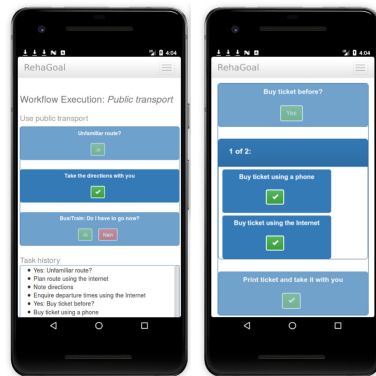 4:04
RehaGoal
Workflow Execution: Public transport
Use public transport
Unfamiliar route?
Ja
Take the directions with you
Bus/Train: Do I have to go now?
Ja Nein
Task history
Yes: Unfamiliar route?
Plan route using the internet
Note directions
Enquire departure times using the Internet
Yes: Buy ticket before?
Buy ticket using a phone
4:04
RehaGoal
Buy ticket before?
Yes
1 of 2:
Buy ticket using a phone
Buy ticket using the Internet
Print ticket and take it with you